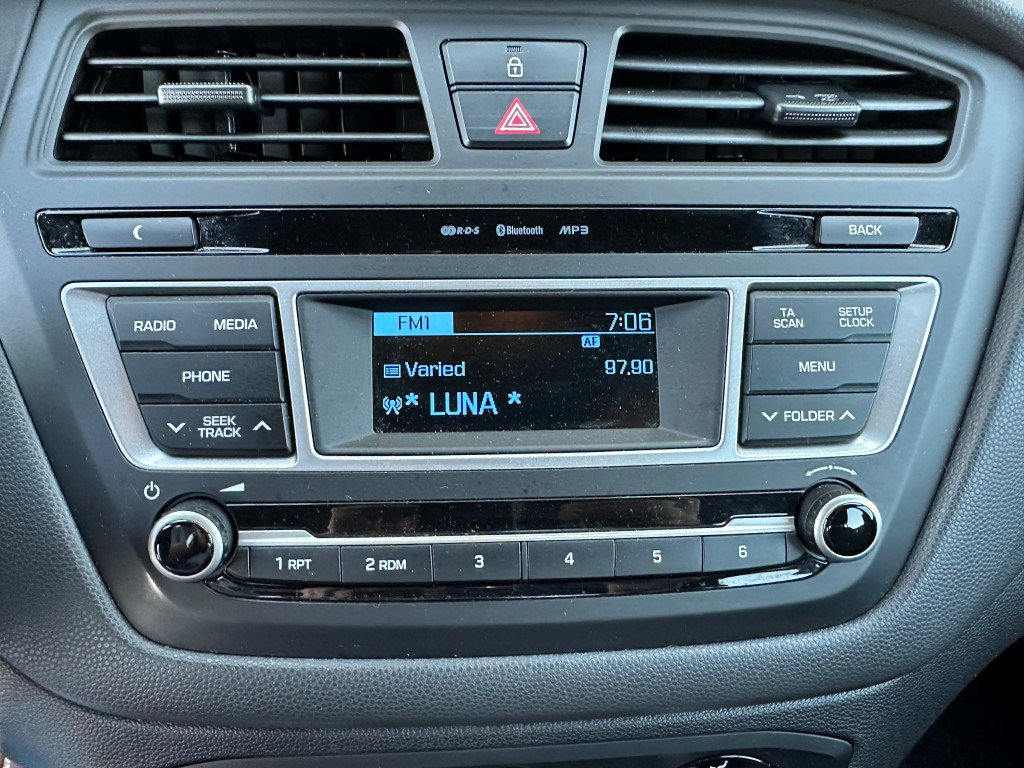 R·D·S Bluetooth MP3
BACK
RADIO MEDIA
PHONE
SEEK
TRACK
FM1 7:06
AF
Varied 97.90
* LUNA *
TA
SCAN
SETUP
CLOCK
MENU
FOLDER
1 RPT 2 RDM 3 4 5 6